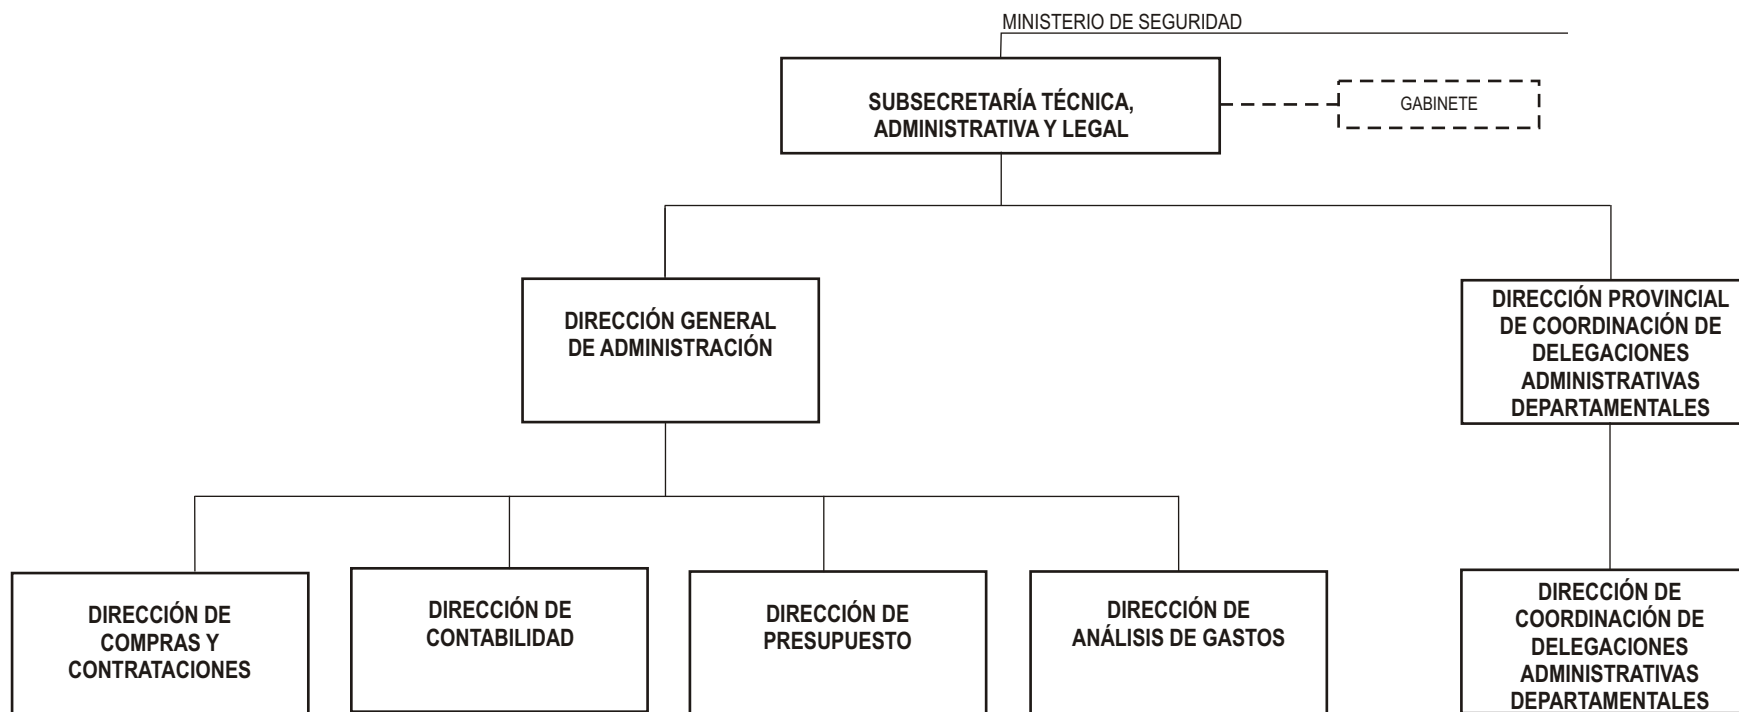 MINISTERIO DE SEGURIDAD
SUBSECRETARÍA TÉCNICA,
ADMINISTRATIVA Y LEGAL
GABINETE
DIRECCIÓN GENERAL
DE ADMINISTRACIÓN
DIRECCIÓN PROVINCIAL
DE COORDINACIÓN DE
DELEGACIONES
ADMINISTRATIVAS
DEPARTAMENTALES
DIRECCIÓN DE
COMPRAS Y
CONTRATACIONES
DIRECCIÓN DE
CONTABILIDAD
DIRECCIÓN DE
PRESUPUESTO
DIRECCIÓN DE
ANÁLISIS DE GASTOS
DIRECCIÓN DE
COORDINACIÓN DE
DELEGACIONES
ADMINISTRATIVAS
DEPARTAMENTALES